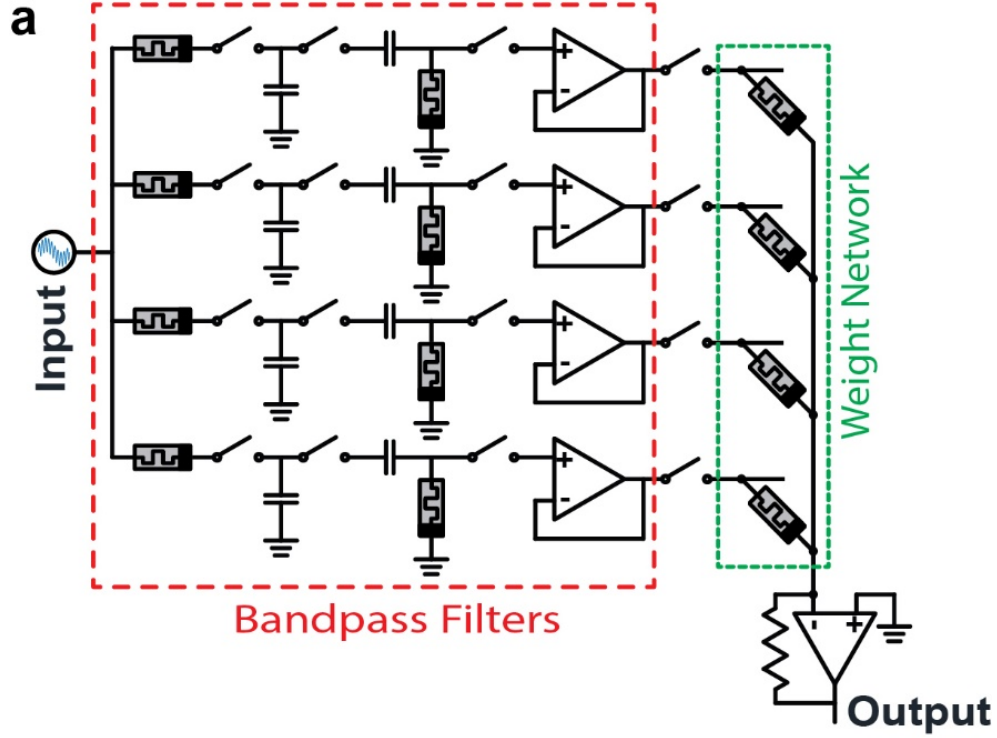 a
+
-
+
-
Input
Weight Network
+
-
+
-
Bandpass Filters
- +
Output